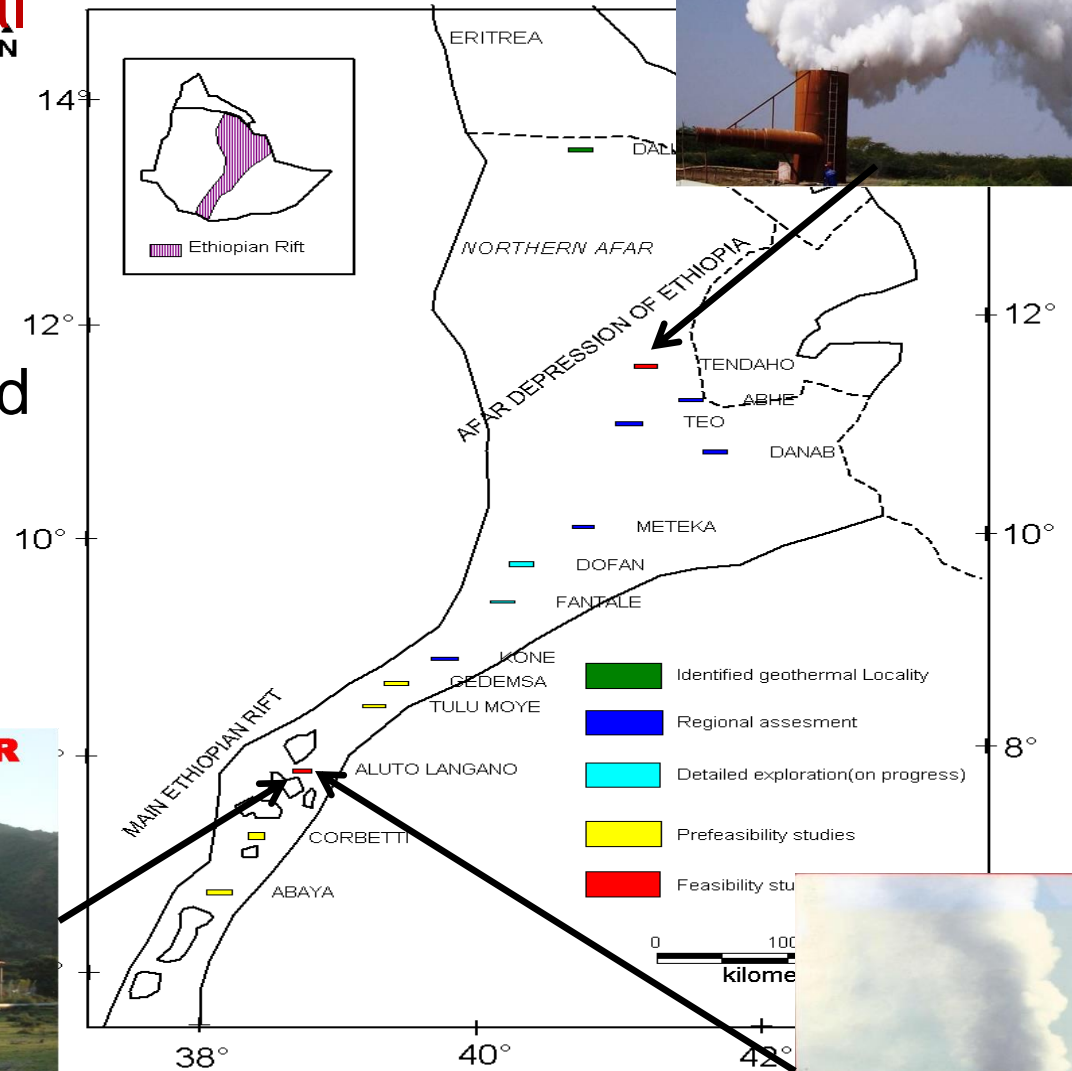 N
ERITREA
14°
Ethiopian Rift
NORTHERN AFAR
AFAR DEPRESSION OF ETHIOPIA
12°
12°
TENDAHO
d
ABHE
TEO
DANAB
METEKA
10°
10°
DOFAN
FANTALE
KONE
GEDEMSA
TULU MOYE
Identified geothermal Locality
Regional assesment
MAIN ETHIOPIAN RIFT
8°
R
ALUTO LANGANO
Detailed exploration(on progress)
CORBETTI
Prefeasibility studies
ABAYA
Feasibility
0
38°
40°
42°